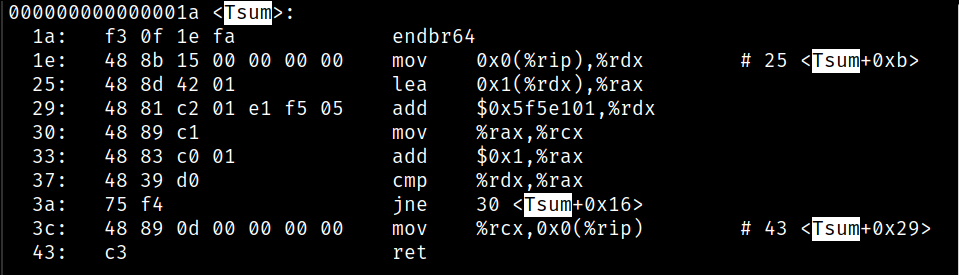 000000000000001a <Tsum>:
  1a:   f3 0f 1e fa             endbr64
  1e:   48 8b 15 00 00 00 00    mov    0x0(%rip),%rdx        # 25 <Tsum+0xb>
  25:   48 8d 42 01             lea    0x1(%rdx),%rax
  29:   48 81 c2 01 e1 f5 05    add    $0x5f5e101,%rdx
  30:   48 89 c1                mov    %rax,%rcx
  33:   48 83 c0 01             add    $0x1,%rax
  37:   48 39 d0                cmp    %rdx,%rax
  3a:   75 f4                   jne    30 <Tsum+0x16>
  3c:   48 89 0d 00 00 00 00    mov    %rcx,0x0(%rip)        # 43 <Tsum+0x29>
  43:   c3                      ret